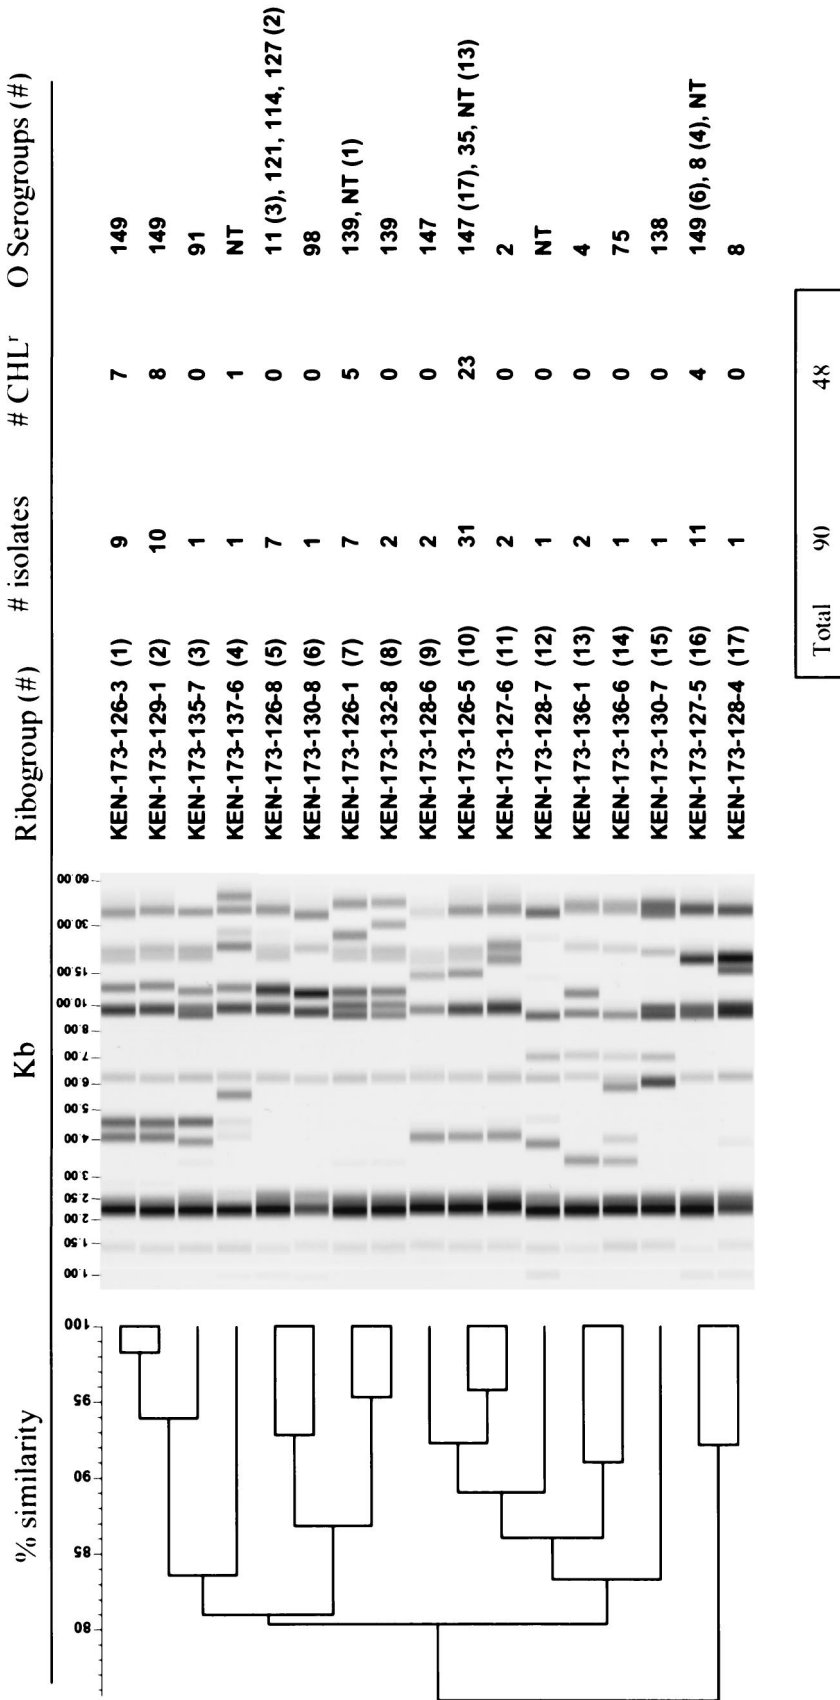 % similarity Kb Ribogroup (#) # isolates # CHLʳ O Serogroups (#)
100 95 90 85 80
1.00 1.50 2.00 2.50 3.00 4.00 5.00 6.00 7.00 8.00 10.00 15.00 30.00 60.00
KEN-173-126-3 (1) 9 7 149
KEN-173-129-1 (2) 10 8 149
KEN-173-135-7 (3) 1 0 91
KEN-173-137-6 (4) 1 1 NT
KEN-173-126-8 (5) 7 0 11 (3), 121, 114, 127 (2)
KEN-173-130-8 (6) 1 0 98
KEN-173-126-1 (7) 7 5 139, NT (1)
KEN-173-132-8 (8) 2 0 139
KEN-173-128-6 (9) 2 0 147
KEN-173-126-5 (10) 31 23 147 (17), 35, NT (13)
KEN-173-127-6 (11) 2 0 2
KEN-173-128-7 (12) 1 0 NT
KEN-173-136-1 (13) 2 0 4
KEN-173-136-6 (14) 1 0 75
KEN-173-130-7 (15) 1 0 138
KEN-173-127-5 (16) 11 4 149 (6), 8 (4), NT
KEN-173-128-4 (17) 1 0 8
Total 90 48